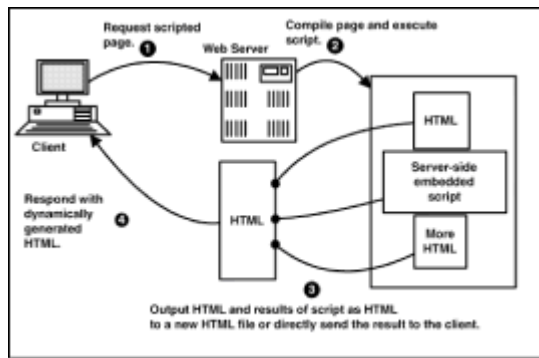 Request scripted
page.
1
Web Server
Compile page and execute
script.
2
Client
HTML
Server-side
embedded
script
More
HTML
HTML
Respond with
dynamically
generated
HTML.
4
3
Output HTML and results of script as HTML
to a new HTML file or directly send the result to the client.